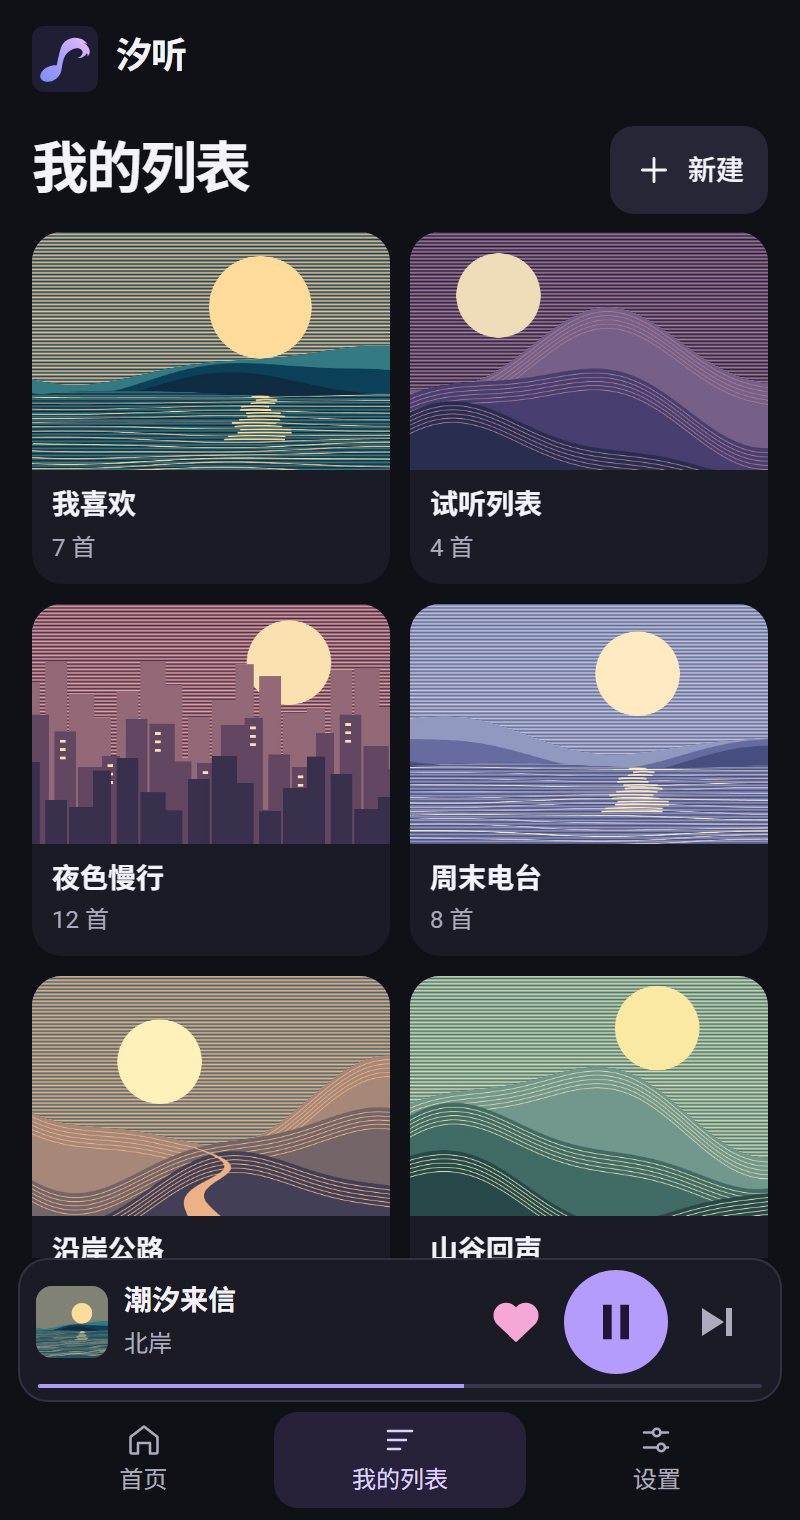 汐听
我的列表
新建
我喜欢
7 首
试听列表
4 首
夜色慢行
12 首
周末电台
8 首
沿岸公路
山谷回声
潮汐来信
北岸
首页
我的列表
设置